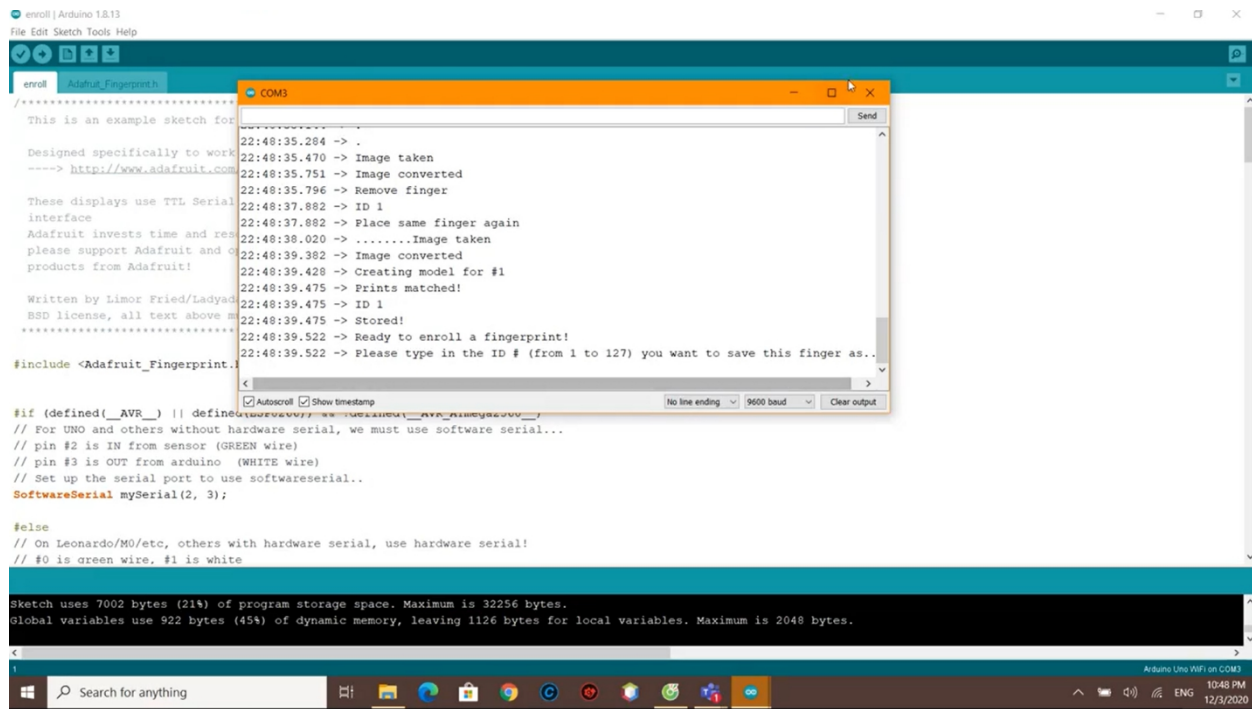 enroll | Arduino 1.8.13
File Edit Sketch Tools Help
enroll
Adafruit_Fingerprint.h
This is an example sketch for
Designed specifically to work
----> http://www.adafruit.com
These displays use TTL Serial
interface
Adafruit invests time and res
please support Adafruit and op
products from Adafruit!
Written by Limor Fried/Ladyad
BSD license, all text above m
#include <Adafruit_Fingerprint.
COM3
Send
22:48:35.284 -> .
22:48:35.470 -> Image taken
22:48:35.751 -> Image converted
22:48:35.796 -> Remove finger
22:48:37.882 -> ID 1
22:48:37.882 -> Place same finger again
22:48:38.020 -> ........Image taken
22:48:39.382 -> Image converted
22:48:39.428 -> Creating model for #1
22:48:39.475 -> Prints matched!
22:48:39.475 -> ID 1
22:48:39.475 -> Stored!
22:48:39.522 -> Ready to enroll a fingerprint!
22:48:39.522 -> Please type in the ID # (from 1 to 127) you want to save this finger as..
Autoscroll Show timestamp No line ending 9600 baud Clear output
#if (defined(__AVR__) || defined(ESP8266)) && !defined(__AVR_ATmega2560__)
// For UNO and others without hardware serial, we must use software serial...
// pin #2 is IN from sensor (GREEN wire)
// pin #3 is OUT from arduino  (WHITE wire)
// Set up the serial port to use softwareserial..
SoftwareSerial mySerial(2, 3);
#else
// On Leonardo/M0/etc, others with hardware serial, use hardware serial!
// #0 is green wire, #1 is white
Sketch uses 7002 bytes (21%) of program storage space. Maximum is 32256 bytes.
Global variables use 922 bytes (45%) of dynamic memory, leaving 1126 bytes for local variables. Maximum is 2048 bytes.
1
Arduino Uno WiFi on COM3
Search for anything
ENG
10:48 PM
12/3/2020